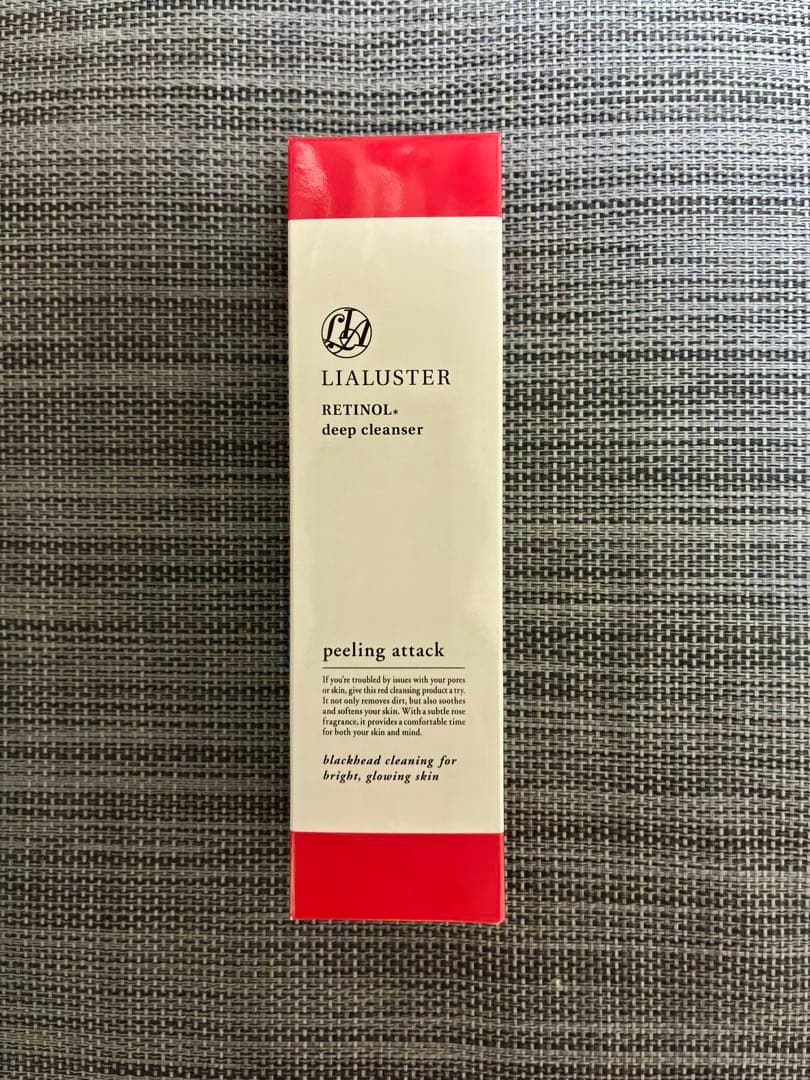 LIA
LIALUSTER
RETINOL*
deep cleanser
peeling attack
If you're troubled by issues with your pores
or skin, give this red cleansing product a try.
It not only removes dirt, but also soothes
and softens your skin. With a subtle rose
fragrance, it provides a comfortable time
for both your skin and mind.
blackhead cleaning for
bright, glowing skin